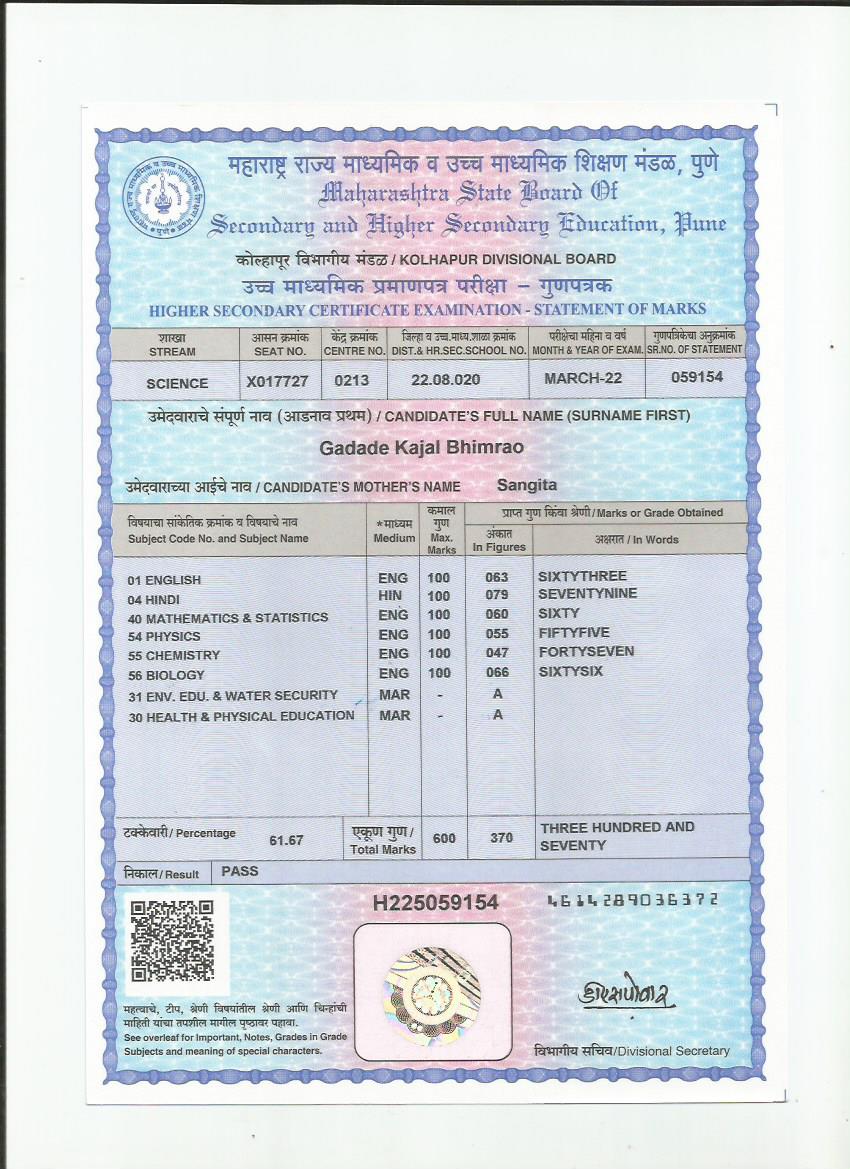 महाराष्ट्र राज्य माध्यमिक व उच्च माध्यमिक शिक्षण मंडळ, पुणे
Maharashtra State Board Of
Secondary and Higher Secondary Education, Pune
कोल्हापूर विभागीय मंडळ / KOLHAPUR DIVISIONAL BOARD
उच्च माध्यमिक प्रमाणपत्र परीक्षा – गुणपत्रक
HIGHER SECONDARY CERTIFICATE EXAMINATION - STATEMENT OF MARKS
शाखा आसन क्रमांक केंद्र क्रमांक जिल्हा व उच्च.माध्य.शाळा क्रमांक परीक्षेचा महिना व वर्ष गुणपत्रिकेचा अनुक्रमांक
STREAM SEAT NO. CENTRE NO. DIST.& HR.SEC.SCHOOL NO. MONTH & YEAR OF EXAM. SR.NO. OF STATEMENT
SCIENCE X017727 0213 22.08.020 MARCH-22 059154
उमेदवाराचे संपूर्ण नाव (आडनाव प्रथम) / CANDIDATE'S FULL NAME (SURNAME FIRST)
Gadade Kajal Bhimrao
उमेदवाराच्या आईचे नाव / CANDIDATE'S MOTHER'S NAME Sangita
विषयाचा सांकेतिक क्रमांक व विषयाचे नाव
Subject Code No. and Subject Name
*माध्यम
Medium
कमाल
गुण
Max.
Marks
प्राप्त गुण किंवा श्रेणी/Marks or Grade Obtained
अंकात
In Figures
अक्षरात / In Words
01 ENGLISH ENG 100 063 SIXTYTHREE
04 HINDI HIN 100 079 SEVENTYNINE
40 MATHEMATICS & STATISTICS ENG 100 060 SIXTY
54 PHYSICS ENG 100 055 FIFTYFIVE
55 CHEMISTRY ENG 100 047 FORTYSEVEN
56 BIOLOGY ENG 100 066 SIXTYSIX
31 ENV. EDU. & WATER SECURITY MAR - A
30 HEALTH & PHYSICAL EDUCATION MAR - A
टक्केवारी/ Percentage 61.67
एकूण गुण /
Total Marks
600 370
THREE HUNDRED AND
SEVENTY
निकाल/ Result PASS
H225059154
4614289036372
महत्वाचे, टीप, श्रेणी विषयांतील श्रेणी आणि चिन्हांची
माहिती यांचा तपशील मागील पृष्ठावर पहावा.
See overleaf for Important, Notes, Grades in Grade
Subjects and meaning of special characters.
विभागीय सचिव/Divisional Secretary